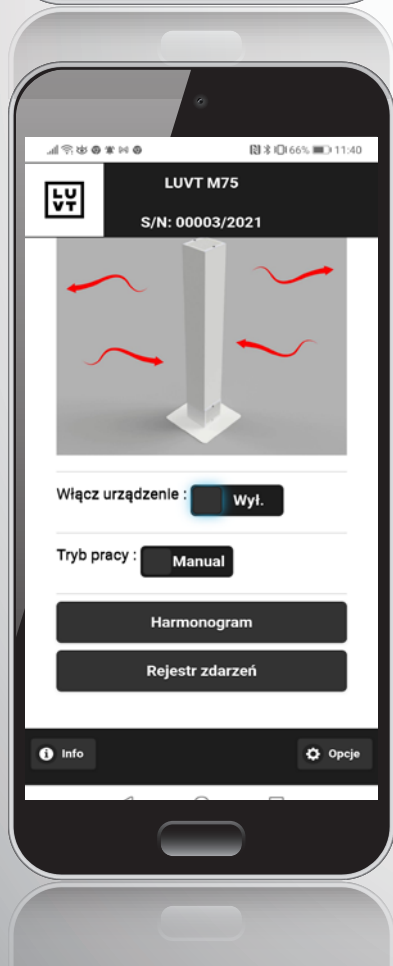 66% 11:40
LU
VT
LUVT M75
S/N: 00003/2021
Włącz urządzenie : Wył.
Tryb pracy : Manual
Harmonogram
Rejestr zdarzeń
Info Opcje